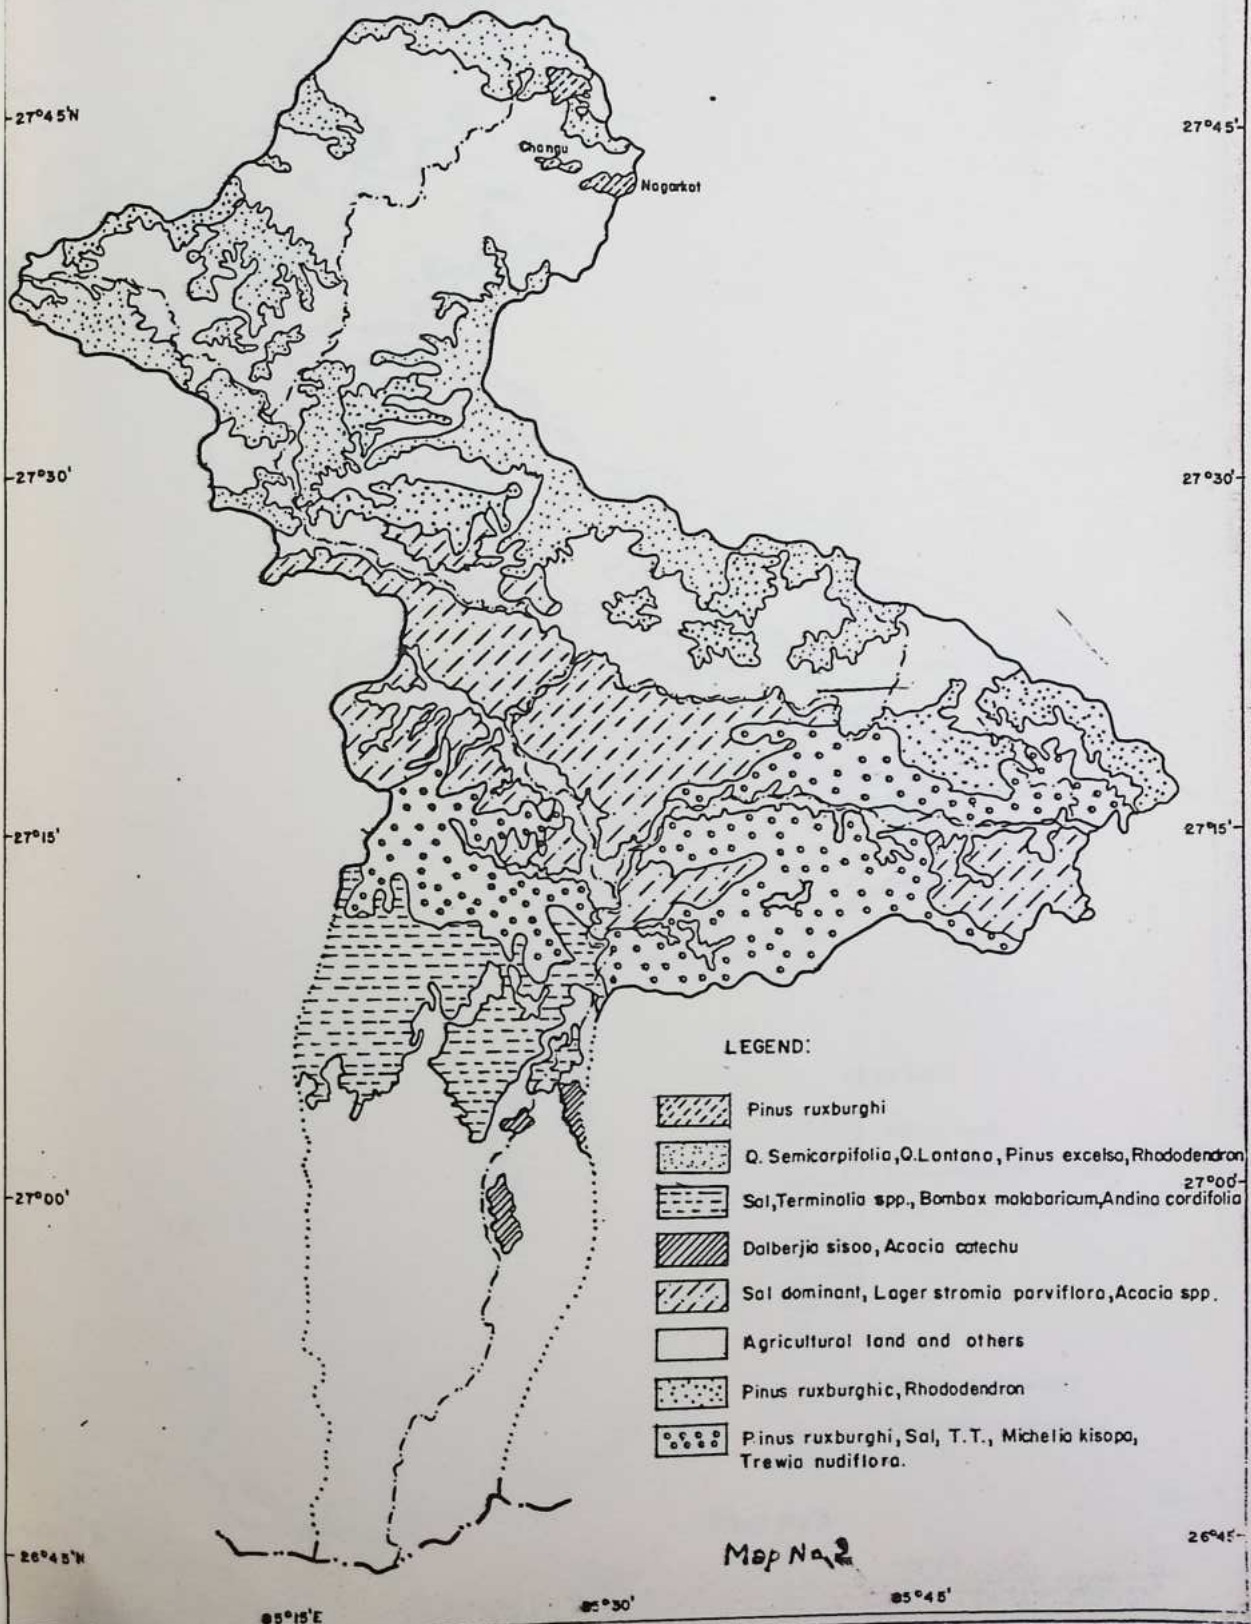 27°45'N
27°45'
Changu
Nagarkot
27°30'
27°30'
27°15'
27°15'
LEGEND:
Pinus ruxburghi
Q. Semicarpifolia, Q. Lantana, Pinus excelsa, Rhododendron
27°00'
27°00'
Sal, Terminalia spp., Bombax malabaricum, Andina cordifolia
Dalberjia sisoo, Acacia catechu
Sal dominant, Lager stromia parviflora, Acacia spp.
Agricultural land and others
Pinus ruxburghic, Rhododendron
Pinus ruxburghi, Sal, T.T., Michelia kisopa,
Trewia nudiflora.
26°45'N
26°45'
Map No, 2
85°15'E
85°30'
85°45'